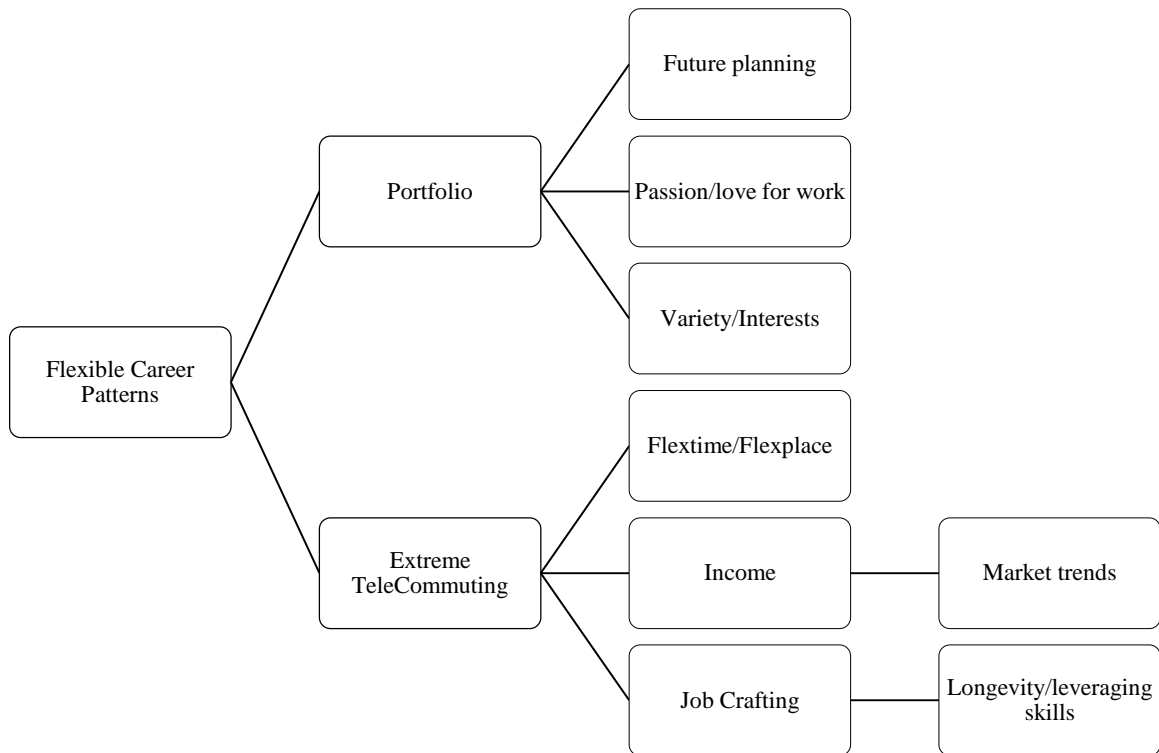 Future planning
Portfolio
Passion/love for work
Variety/Interests
Flexible Career
Patterns
Flextime/Flexplace
Extreme
TeleCommuting
Income
Market trends
Job Crafting
Longevity/leveraging
skills